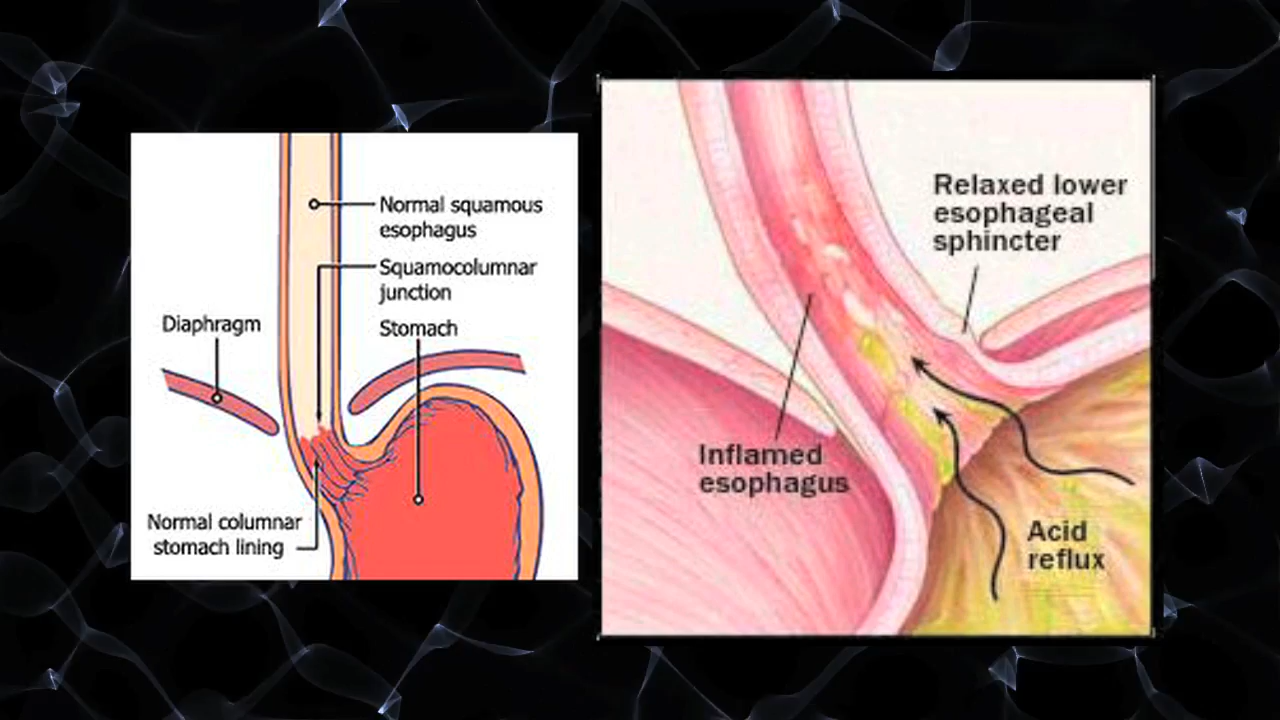 Normal squamous
esophagus
Squamocolumnar
junction
Stomach
Diaphragm
Normal columnar
stomach lining
Relaxed lower
esophageal
sphincter
Inflamed
esophagus
Acid
reflux